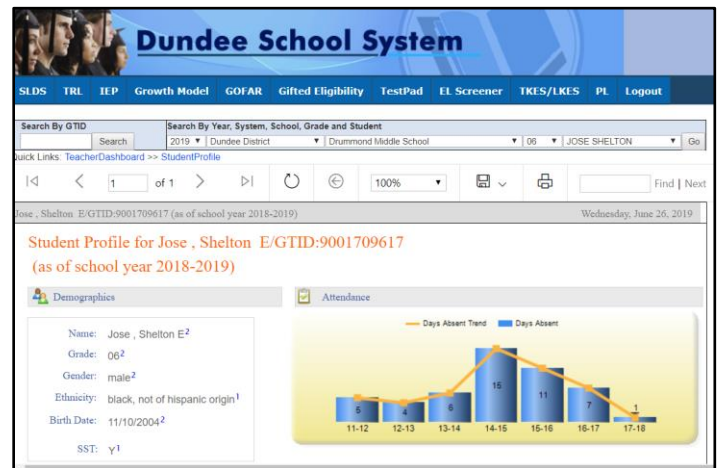 Dundee School System
SLDS TRL IEP Growth Model GOFAR Gifted Eligibility TestPad EL Screener TKES/LKES PL Logout
Search By GTID Search By Year, System, School, Grade and Student
Search 2019 Dundee District Drummond Middle School 06 JOSE SHELTON Go
Quick Links: TeacherDashboard >> StudentProfile
1 of 1 100% Find | Next
Jose , Shelton E/GTID:9001709617 (as of school year 2018-2019) Wednesday, June 26, 2019
Student Profile for Jose , Shelton E/GTID:9001709617
(as of school year 2018-2019)
Demographics Attendance
Days Absent Trend Days Absent
Name: Jose , Shelton E2
Grade: 062
Gender: male2
Ethnicity: black, not of hispanic origin1
Birth Date: 11/10/20042
SST: Y1
5 4 6 16 11 7 1
11-12 12-13 13-14 14-15 15-16 16-17 17-18